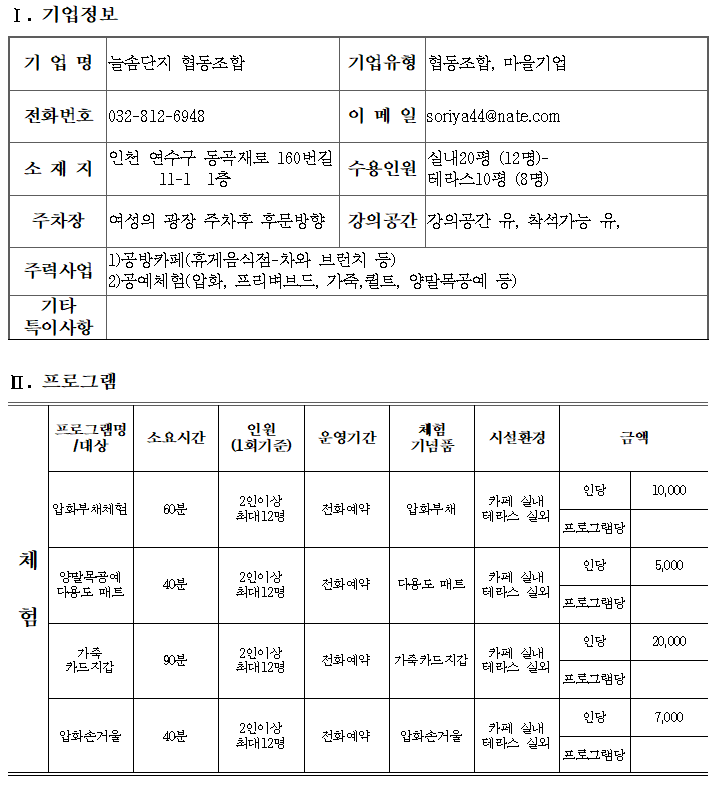 Ⅰ. 기업정보
기 업 명 늘솜단지 협동조합 기업유형 협동조합, 마을기업
전화번호 032-812-6948 이 메 일 soriya44@nate.com
소 재 지 인천 연수구 동곡재로 160번길 수용인원 실내20평 (12명)-
11-1 1층 테라스10평 (8명)
주차장 여성의 광장 주차후 후문방향 강의공간 강의공간 유, 착석가능 유,
주력사업 1)공방카페(휴게음식점-차와 브런치 등)
2)공예체험(압화, 프리벼브드, 가죽,퀼트, 양말목공예 등)
기타
특이사항
Ⅱ. 프로그램
체
험
프로그램명
/대상
소요시간
인원
(1회기준)
운영기간
체험
기념품
시설환경
금액
압화부채체험
60분
2인이상
최대12명
전화예약
압화부채
카페 실내
테라스 실외
인당 10,000
프로그램당
양말목공예
다용도 매트
40분
2인이상
최대12명
전화예약
다용도 매트
카페 실내
테라스 실외
인당 5,000
프로그램당
가죽
카드지갑
90분
2인이상
최대12명
전화예약
가죽카드지갑
카페 실내
테라스 실외
인당 20,000
프로그램당
압화손거울
40분
2인이상
최대12명
전화예약
압화손거울
카페 실내
테라스 실외
인당 7,000
프로그램당